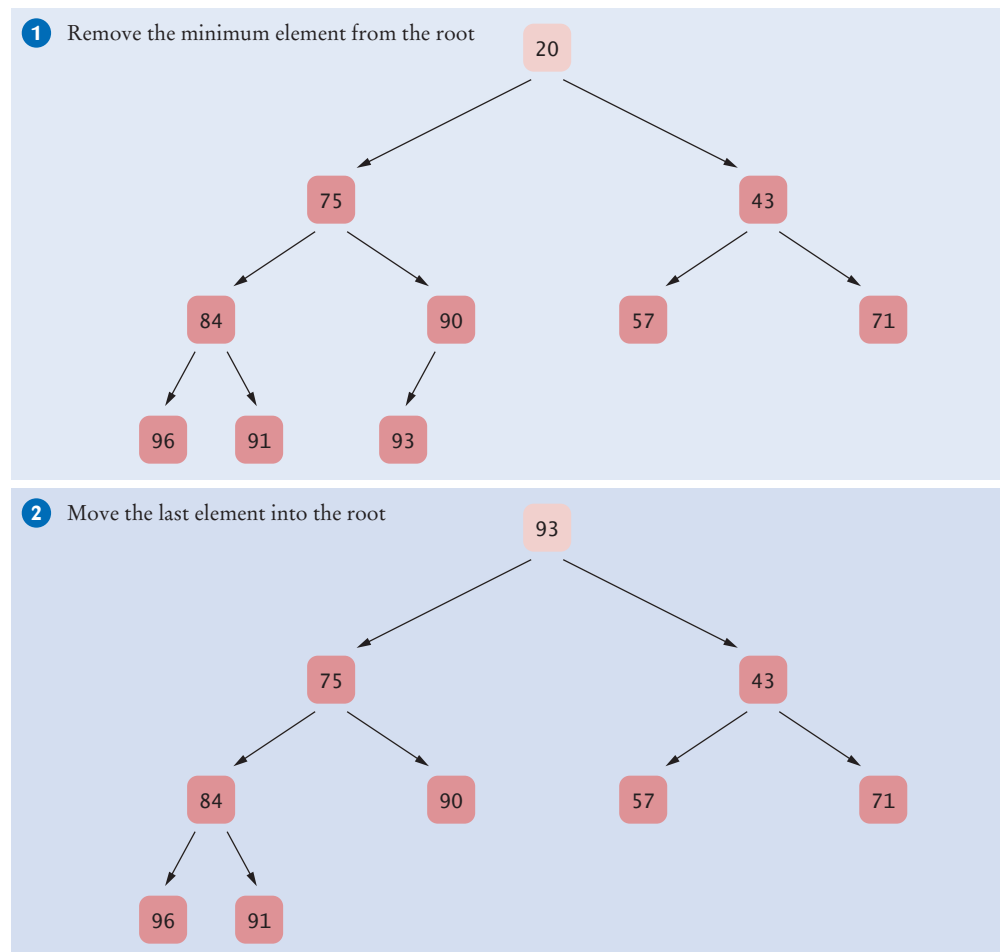 1 Remove the minimum element from the root
20
75 43
84 90 57 71
96 91 93
2 Move the last element into the root
93
75 43
84 90 57 71
96 91